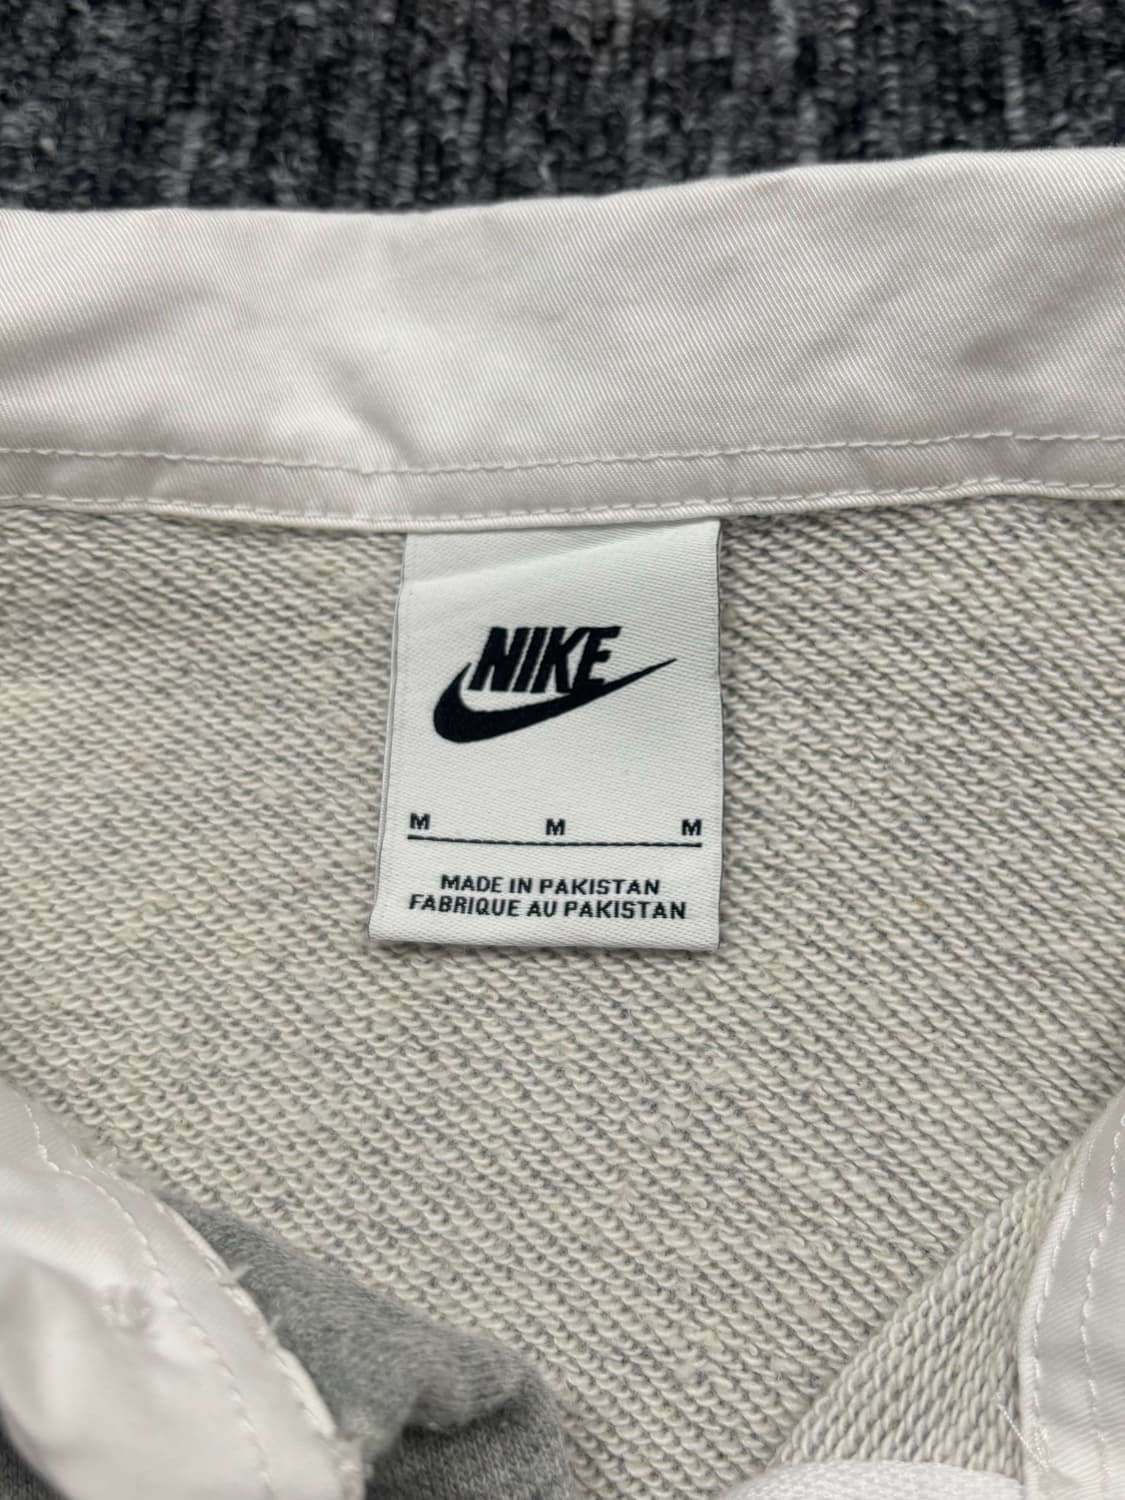 NIKE
M M M
MADE IN PAKISTAN
FABRIQUE AU PAKISTAN